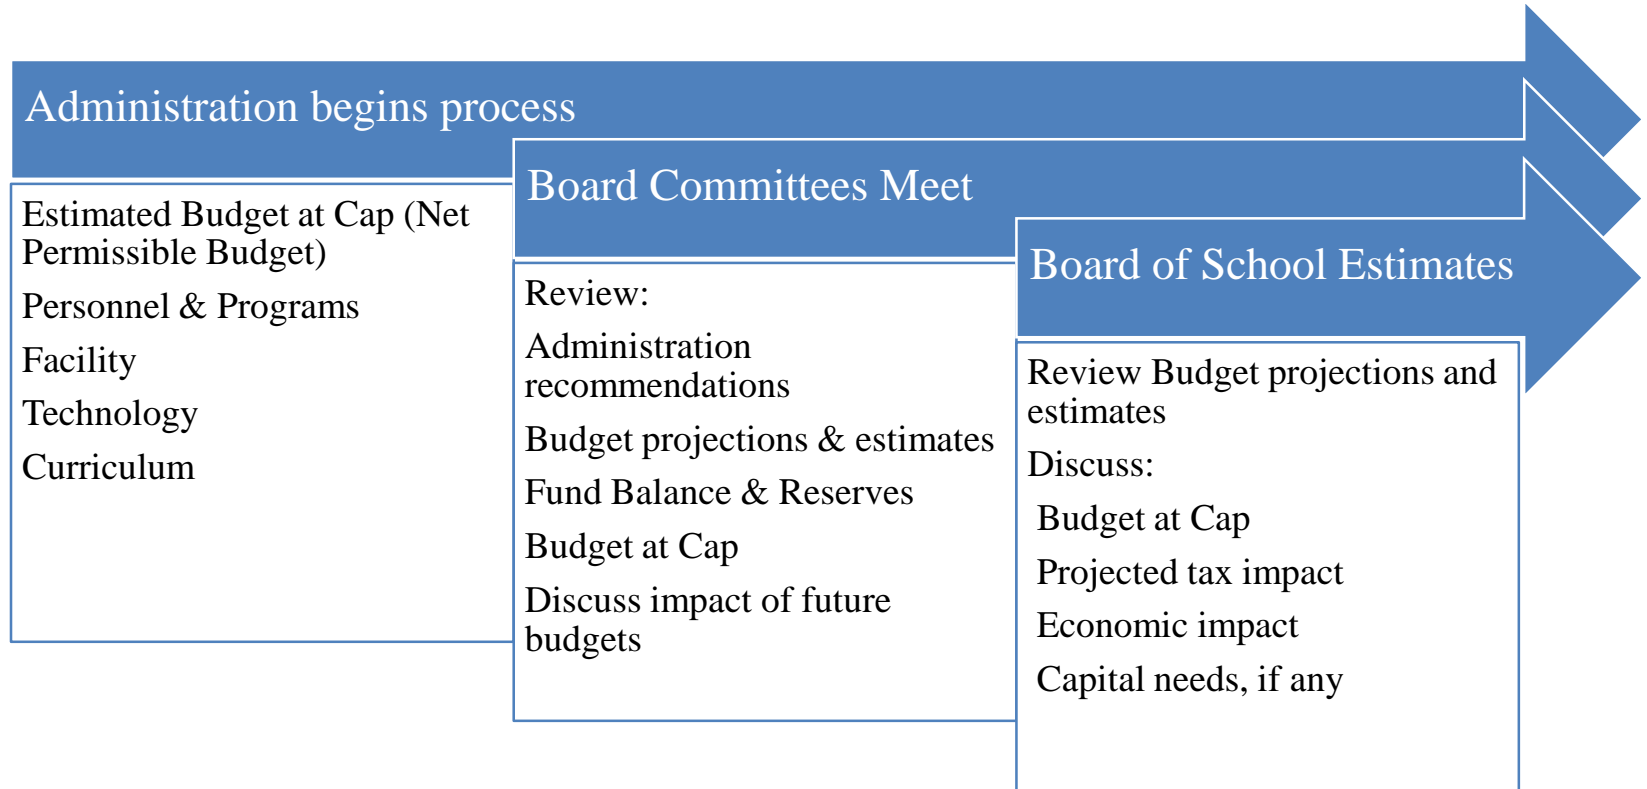 Administration begins process
Estimated Budget at Cap (Net
Permissible Budget)
Personnel & Programs
Facility
Technology
Curriculum
Board Committees Meet
Review:
Administration
recommendations
Budget projections & estimates
Fund Balance & Reserves
Budget at Cap
Discuss impact of future
budgets
Board of School Estimates
Review Budget projections and
estimates
Discuss:
Budget at Cap
Projected tax impact
Economic impact
Capital needs, if any